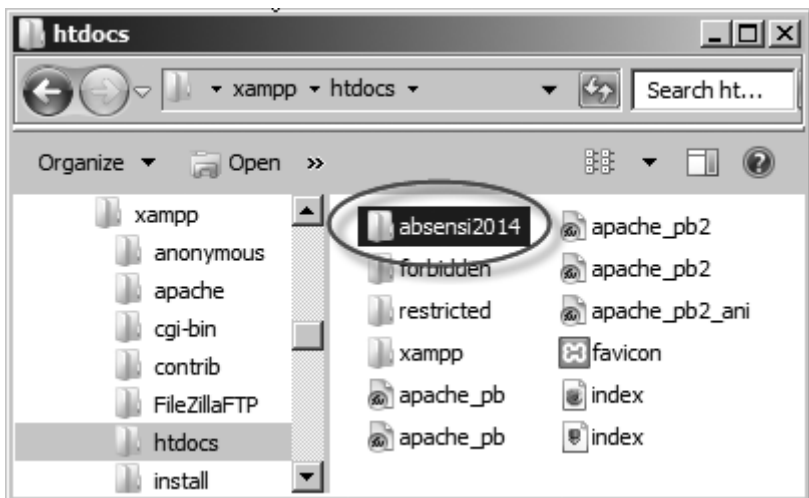 htdocs
xampp htdocs
Search ht...
Organize Open »
xampp
anonymous
apache
cgi-bin
contrib
FileZillaFTP
htdocs
install
absensi2014
forbidden
restricted
xampp
apache_pb
apache_pb
apache_pb2
apache_pb2
apache_pb2_ani
favicon
index
index